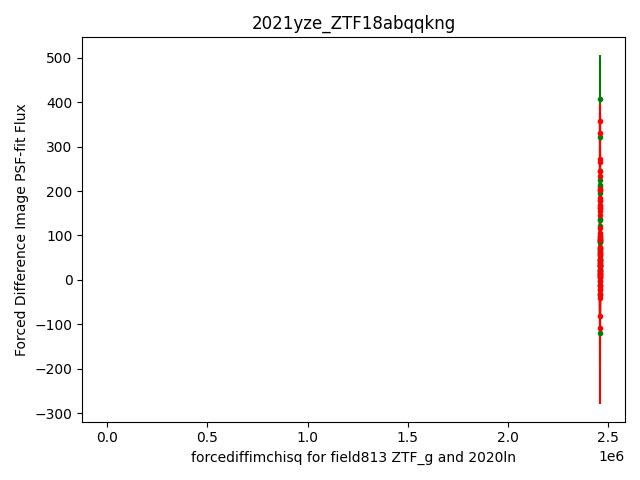 2021yze_ZTF18abqqkng
Forced Difference Image PSF-fit Flux
500
400
300
200
100
0
−100
−200
−300
0.0 0.5 1.0 1.5 2.0 2.5
1e6
forcediffimchisq for field813 ZTF_g and 2020ln